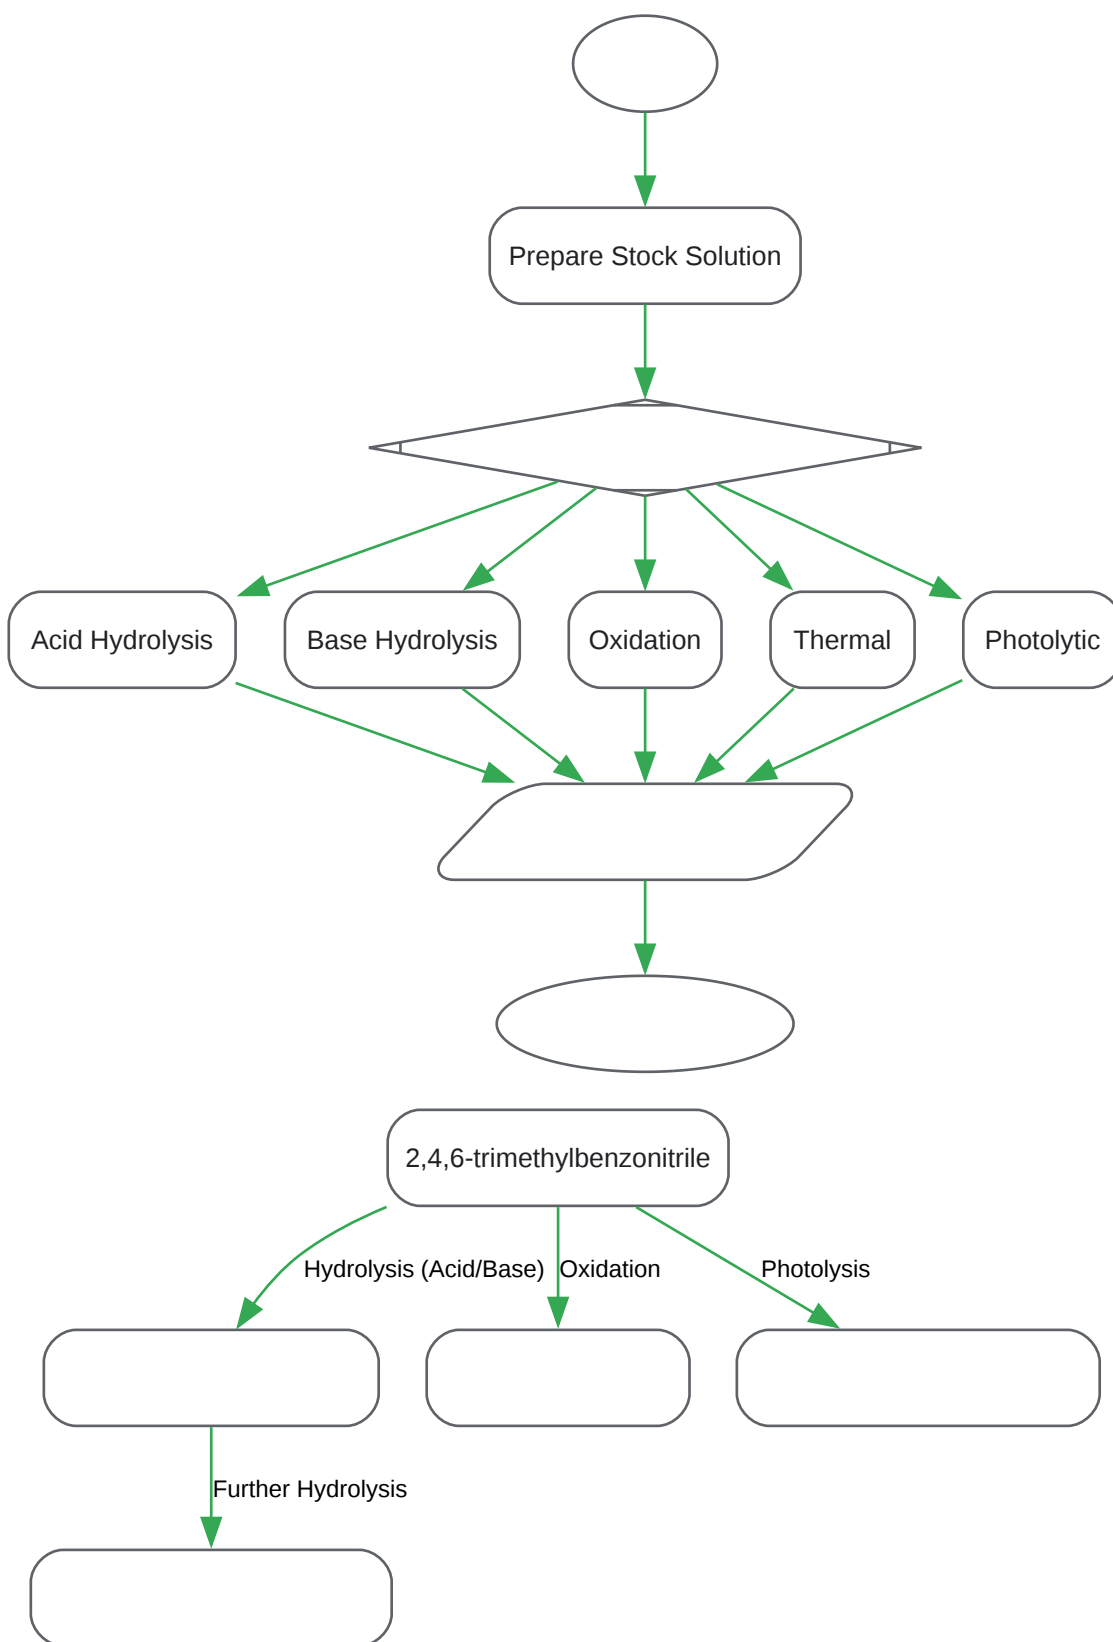 Prepare Stock Solution
Acid Hydrolysis
Base Hydrolysis
Oxidation
Thermal
Photolytic
2,4,6-trimethylbenzonitrile
Hydrolysis (Acid/Base)
Oxidation
Photolysis
Further Hydrolysis